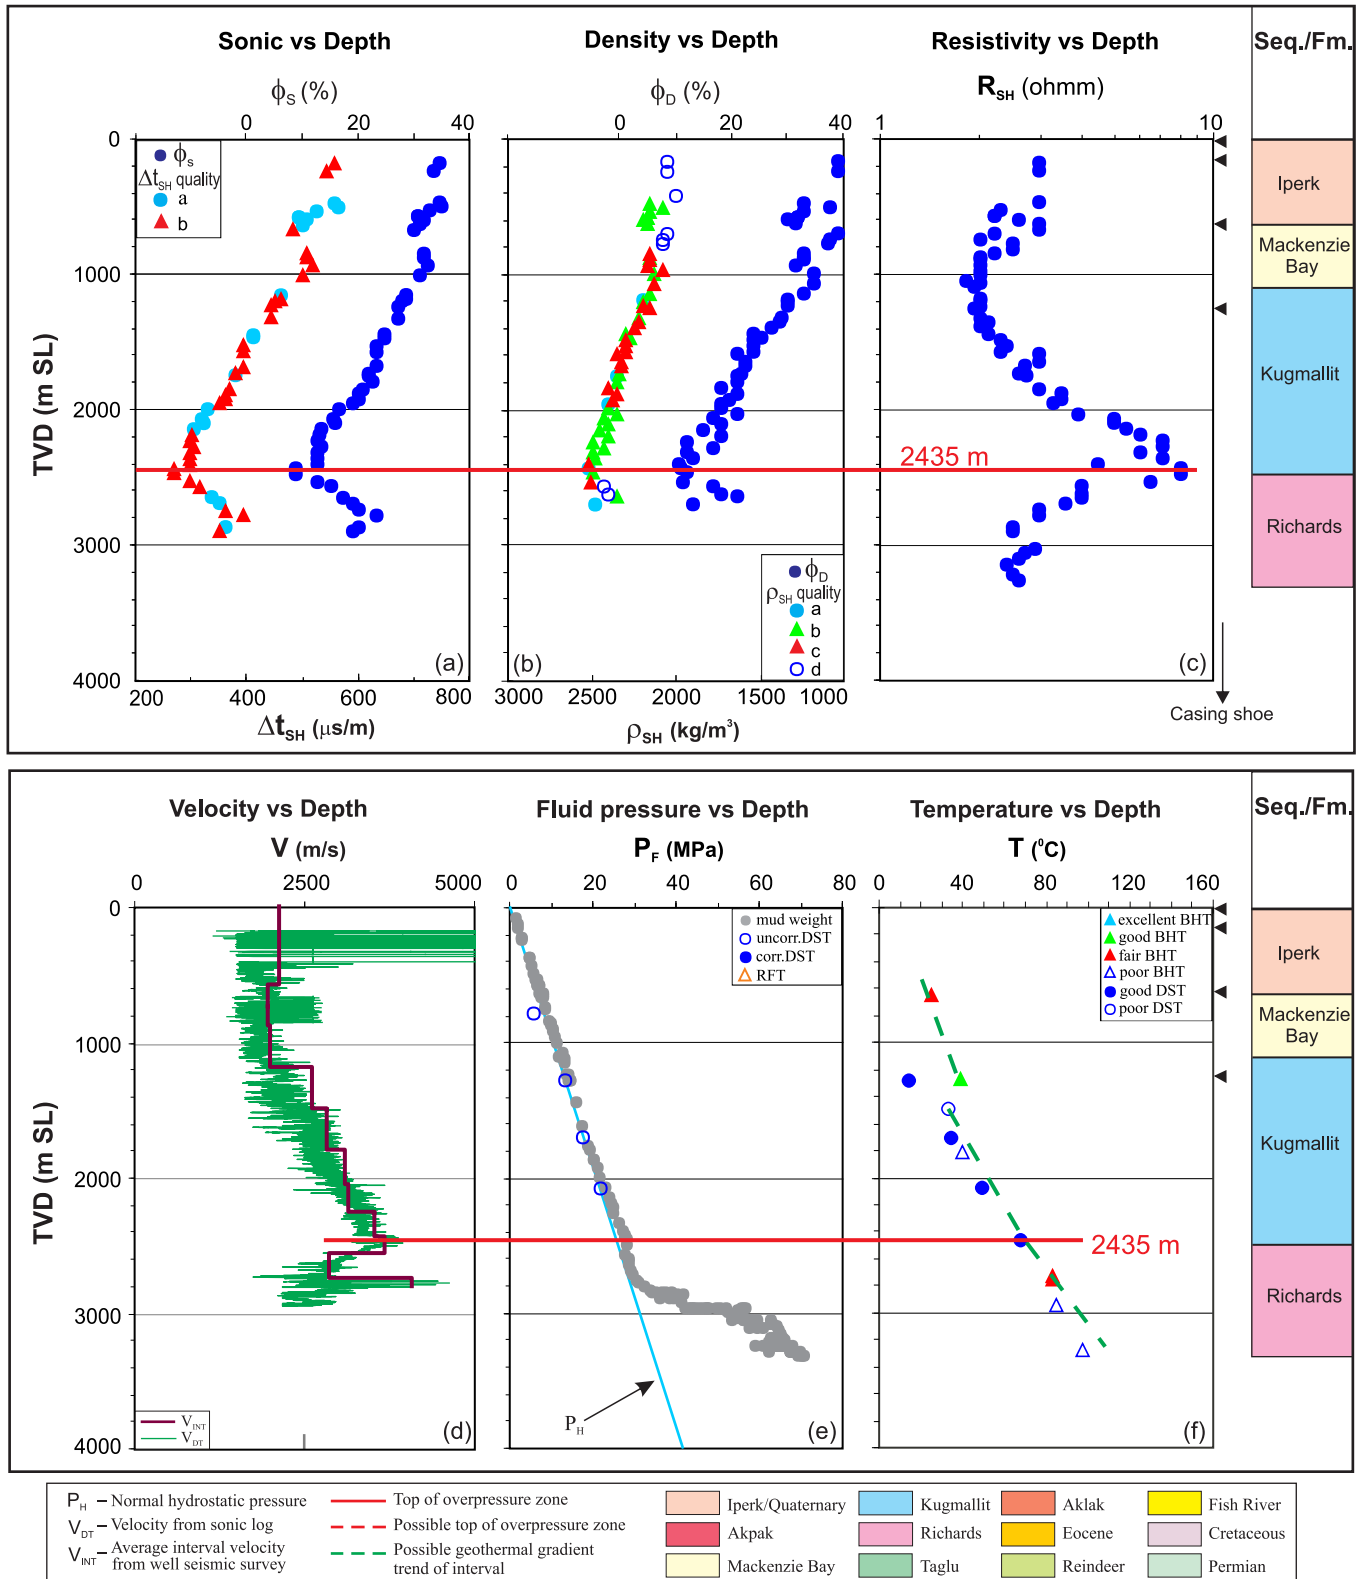 Sonic vs Depth
Density vs Depth
Resistivity vs Depth
Seq./Fm.
ϕS (%)
ϕD (%)
RSH (ohmm)
0 20 40
0 20 40
1 10
0
1000
2000
3000
4000
TVD (m SL)
ϕs
ΔtSH quality
a
b
2435 m
ϕD
ρSH quality
a
b
c
d
(a)
(b)
(c)
200 400 600 800
3000 2500 2000 1500 1000
ΔtSH (μs/m)
ρSH (kg/m³)
Iperk
Mackenzie
Bay
Kugmallit
Richards
Casing shoe
Velocity vs Depth
Fluid pressure vs Depth
Temperature vs Depth
Seq./Fm.
V (m/s)
PF (MPa)
T (⁰C)
0 2500 5000
0 20 40 60 80
0 40 80 120 160
0
1000
2000
3000
4000
TVD (m SL)
mud weight
uncorr.DST
corr.DST
RFT
excellent BHT
good BHT
fair BHT
poor BHT
good DST
poor DST
2435 m
PH
VINT
VDT
(d)
(e)
(f)
Iperk
Mackenzie
Bay
Kugmallit
Richards
PH – Normal hydrostatic pressure
VDT – Velocity from sonic log
VINT – Average interval velocity
from well seismic survey
Top of overpressure zone
Possible top of overpressure zone
Possible geothermal gradient
trend of interval
Iperk/Quaternary
Kugmallit
Aklak
Fish River
Akpak
Richards
Eocene
Cretaceous
Mackenzie Bay
Taglu
Reindeer
Permian